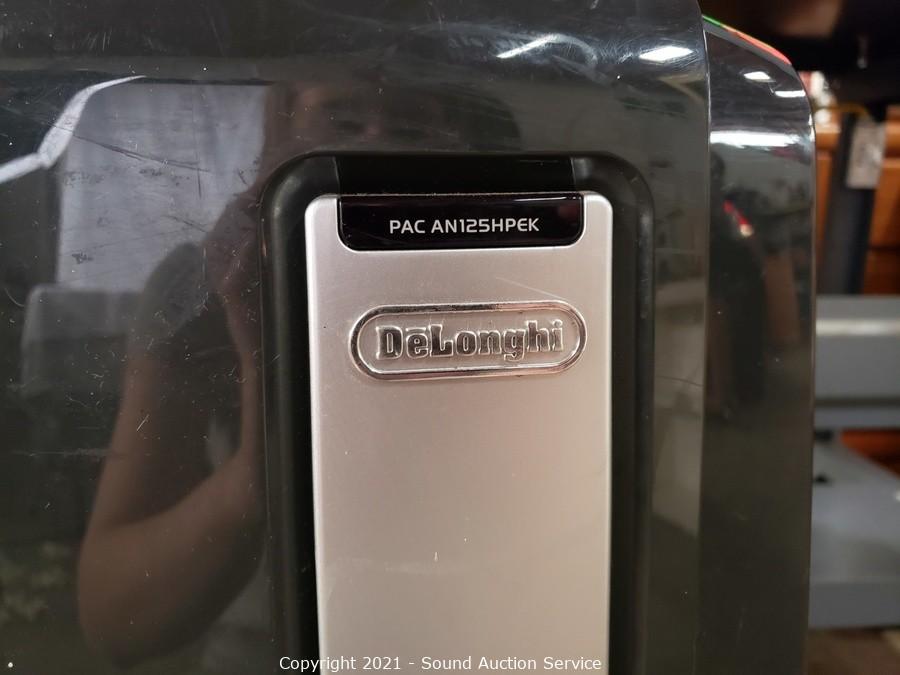 PAC AN125HPEK
DeLonghi
Copyright 2021 - Sound Auction Service